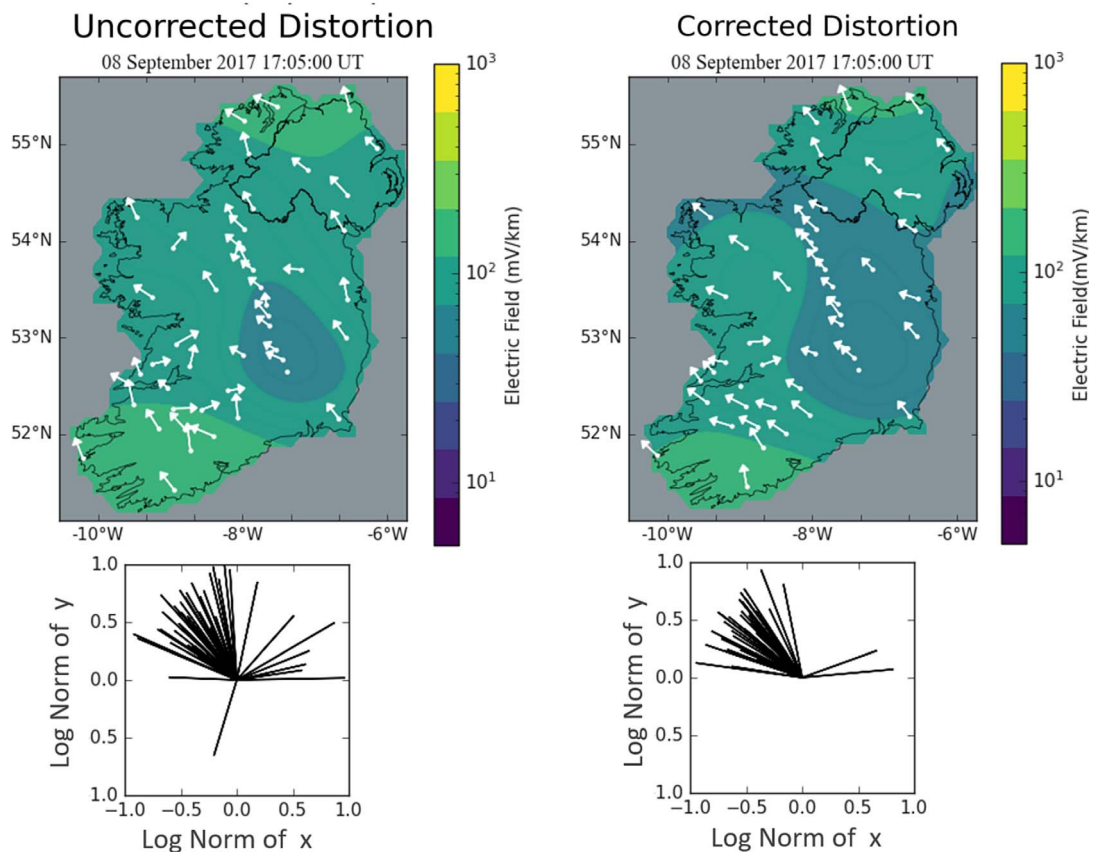 Uncorrected Distortion
08 September 2017 17:05:00 UT
55°N
54°N
53°N
52°N
-10°W -8°W -6°W
10³
10²
10¹
Electric Field (mV/km)
Corrected Distortion
08 September 2017 17:05:00 UT
55°N
54°N
53°N
52°N
-10°W -8°W -6°W
10³
10²
10¹
Electric Field(mV/km)
1.0
0.5
0.0
0.5
1.0
−1.0 −0.5 0.0 0.5 1.0
Log Norm of y
Log Norm of x
1.0
0.5
0.0
0.5
1.0
−1.0 −0.5 0.0 0.5 1.0
Log Norm of y
Log Norm of x